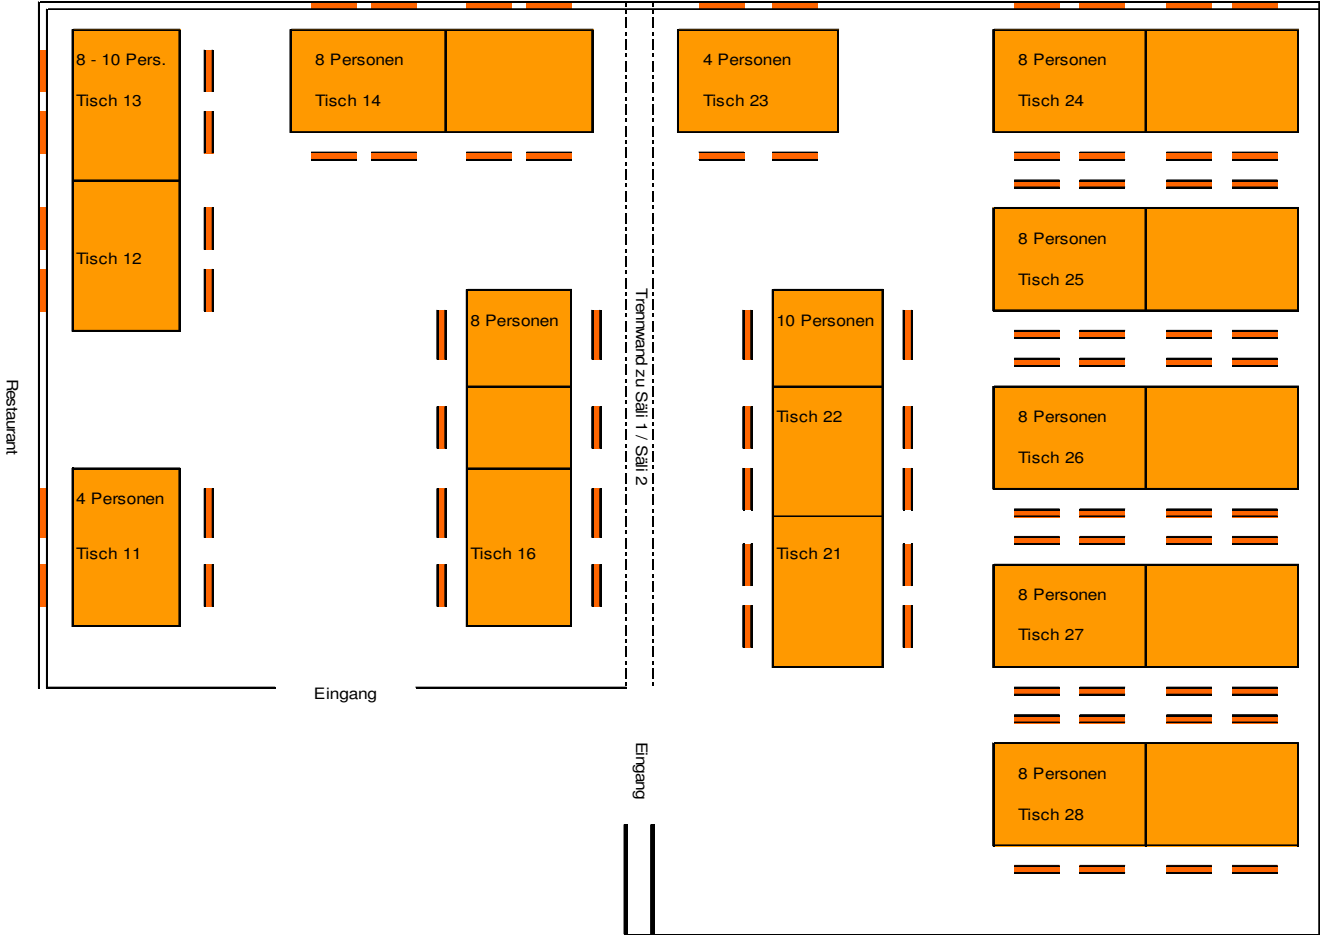 8 - 10 Pers.
Tisch 13
Tisch 12
8 Personen
Tisch 14
4 Personen
Tisch 23
8 Personen
Tisch 24
8 Personen
Tisch 25
8 Personen
Tisch 16
Trennwand zu Säli 1 / Säli 2
10 Personen
Tisch 22
Tisch 21
8 Personen
Tisch 26
Restaurant
4 Personen
Tisch 11
8 Personen
Tisch 27
Eingang
Eingang
8 Personen
Tisch 28